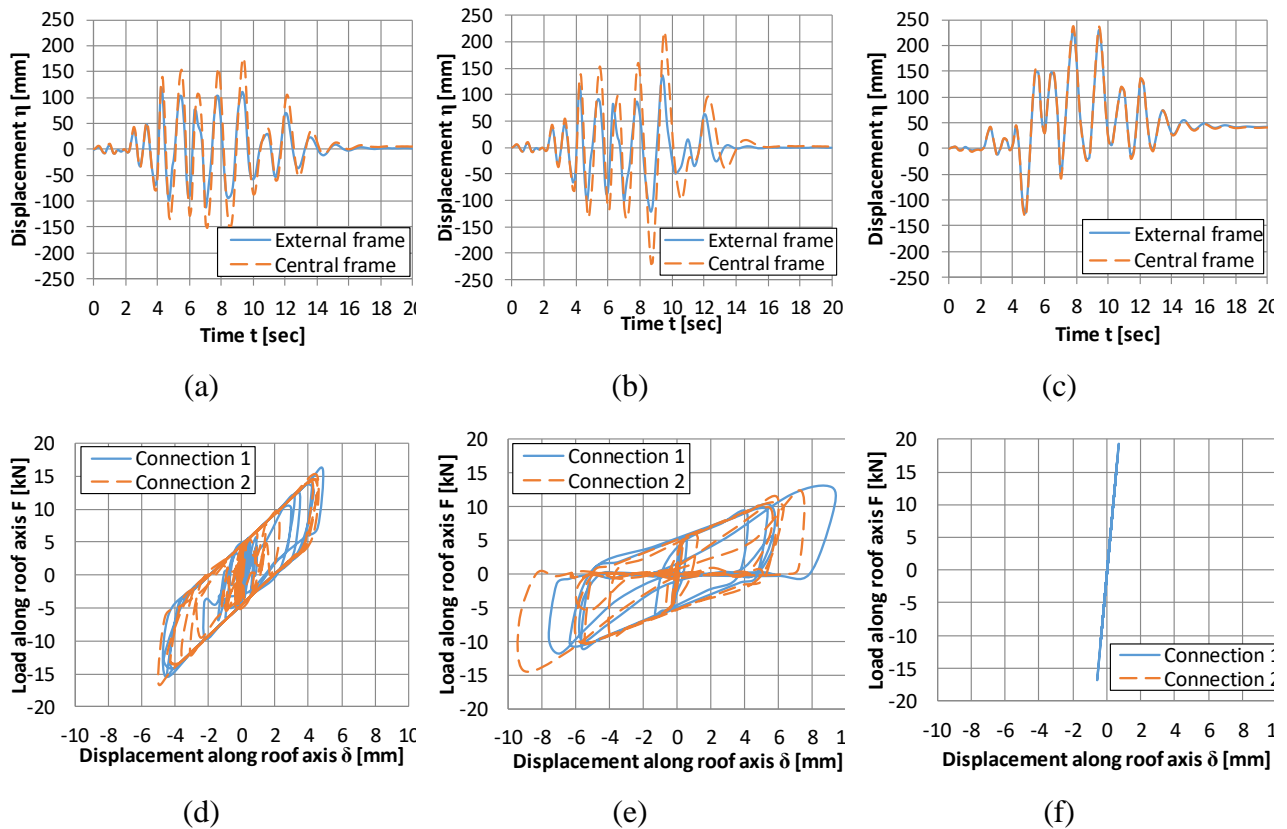 250
200
150
100
50
0
-50
-100
-150
-200
-250
Displacement η [mm]
External frame
Central frame
0 2 4 6 8 10 12 14 16 18 20
Time t [sec]
(a)
250
200
150
100
50
0
-50
-100
-150
-200
-250
Displacement η [mm]
External frame
Central frame
0 2 4 6 8 10 12 14 16 18 20
Time t [sec]
(b)
250
200
150
100
50
0
-50
-100
-150
-200
-250
Displacement η [mm]
External frame
Central frame
0 2 4 6 8 10 12 14 16 18 20
Time t [sec]
(c)
20
15
10
5
0
-5
-10
-15
-20
Load along roof axis F [kN]
Connection 1
Connection 2
-10 -8 -6 -4 -2 0 2 4 6 8 10
Displacement along roof axis δ [mm]
(d)
20
15
10
5
0
-5
-10
-15
-20
Load along roof axis F [kN]
Connection 1
Connection 2
-10 -8 -6 -4 -2 0 2 4 6 8 1
Displacement along roof axis δ [mm]
(e)
20
15
10
5
0
-5
-10
-15
-20
Load along roof axis F [kN]
Connection 1
Connection 2
-10 -8 -6 -4 -2 0 2 4 6 8 1
Displacement along roof axis δ [mm]
(f)